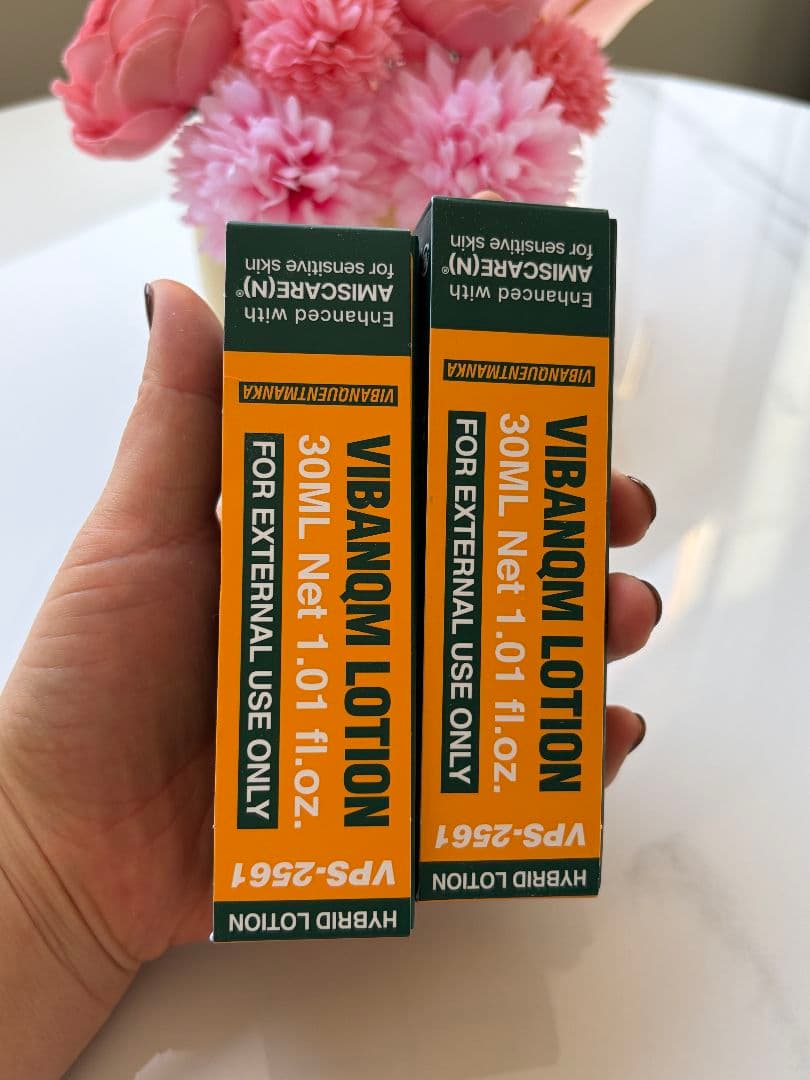 HYBRID LOTION
VPS-2561
VIBANQM LOTION
30ML Net 1.01 fl.oz.
FOR EXTERNAL USE ONLY
VIBANQUENTMANKA
Enhanced with
AMISCARE(N)®
for sensitive skin
HYBRID LOTION
VPS-2561
VIBANQM LOTION
30ML Net 1.01 fl.oz.
FOR EXTERNAL USE ONLY
VIBANQUENTMANKA
Enhanced with
AMISCARE(N)®
for sensitive skin